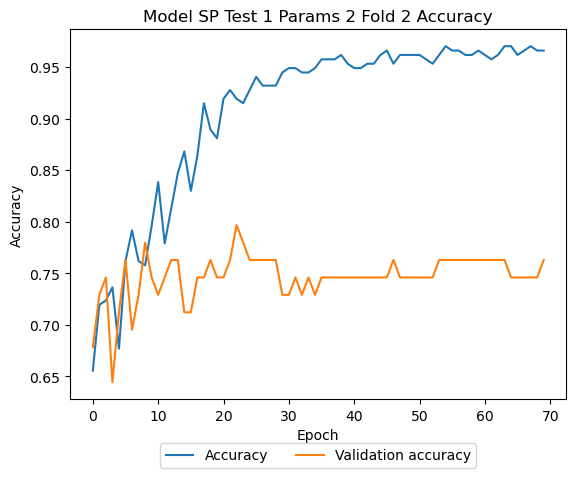 Model SP Test 1 Params 2 Fold 2 Accuracy
Accuracy
0.95
0.90
0.85
0.80
0.75
0.70
0.65
0 10 20 30 40 50 60 70
Epoch
Accuracy Validation accuracy